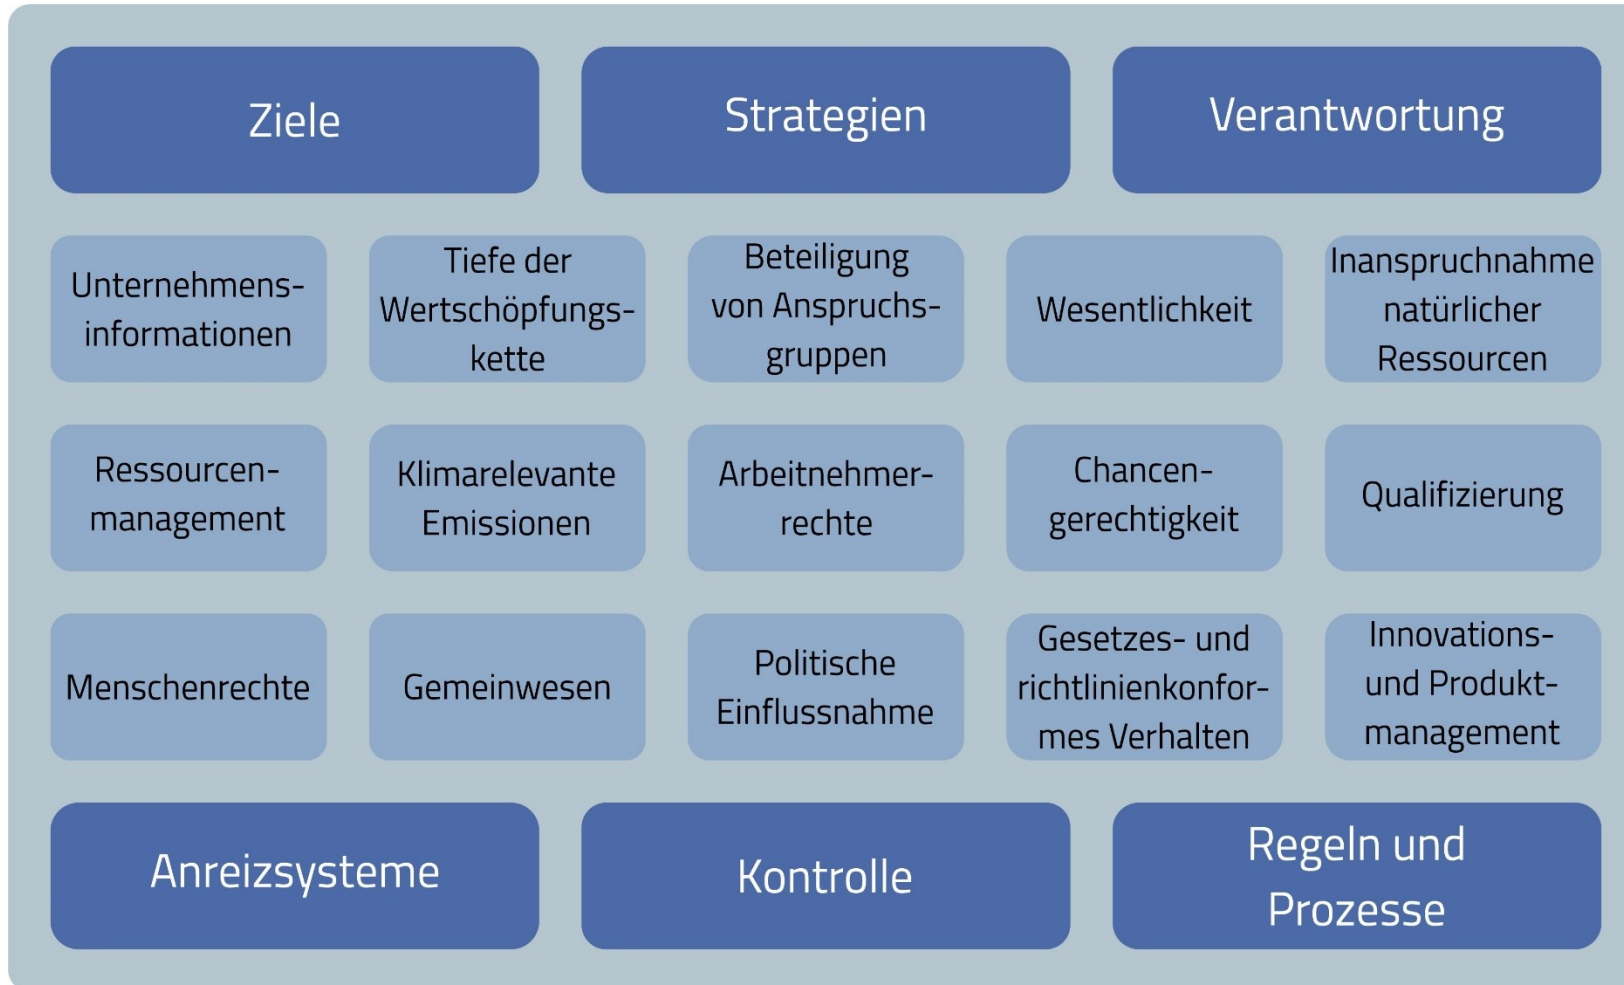 Ziele
Strategien
Verantwortung
Unternehmens-
informationen
Tiefe der
Wertschöpfungs-
kette
Beteiligung
von Anspruchs-
gruppen
Wesentlichkeit
Inanspruchnahme
natürlicher
Ressourcen
Ressourcen-
management
Klimarelevante
Emissionen
Arbeitnehmer-
rechte
Chancen-
gerechtigkeit
Qualifizierung
Menschenrechte
Gemeinwesen
Politische
Einflussnahme
Gesetzes- und
richtlinienkonfor-
mes Verhalten
Innovations-
und Produkt-
management
Anreizsysteme
Kontrolle
Regeln und
Prozesse